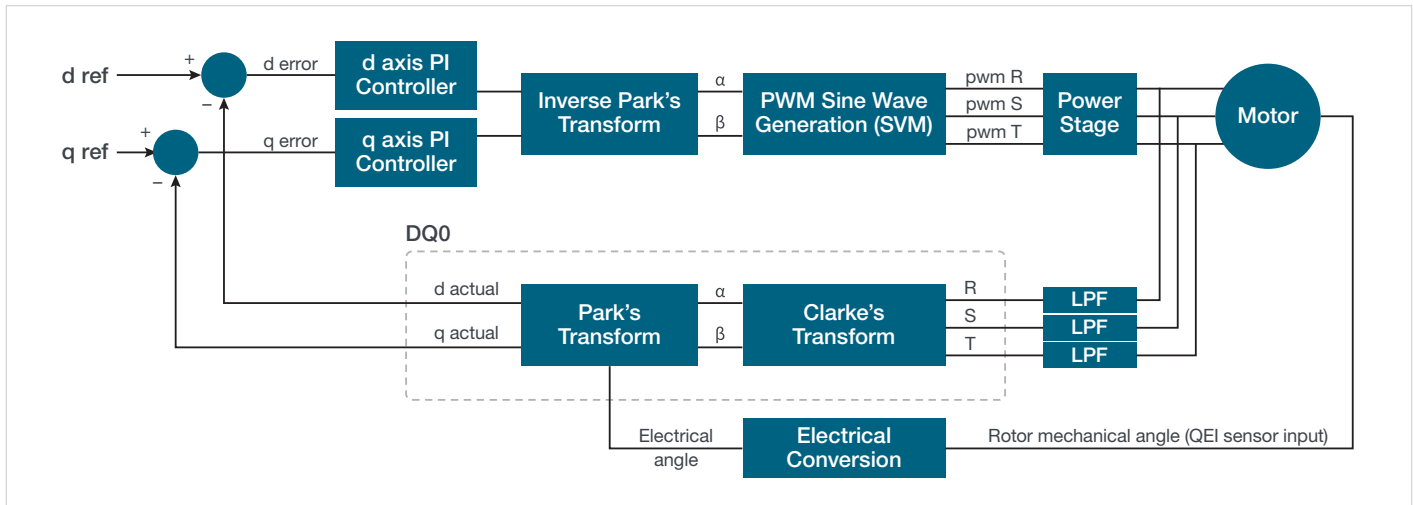 +
d ref
d error
−
d axis PI
Controller
+
q ref
q error
−
q axis PI
Controller
Inverse Park's
Transform
α
β
PWM Sine Wave
Generation (SVM)
pwm R
pwm S
pwm T
Power
Stage
Motor
DQ0
d actual
q actual
Park's
Transform
α
β
Clarke's
Transform
R
S
T
LPF
LPF
LPF
Electrical
angle
Electrical
Conversion
Rotor mechanical angle (QEI sensor input)